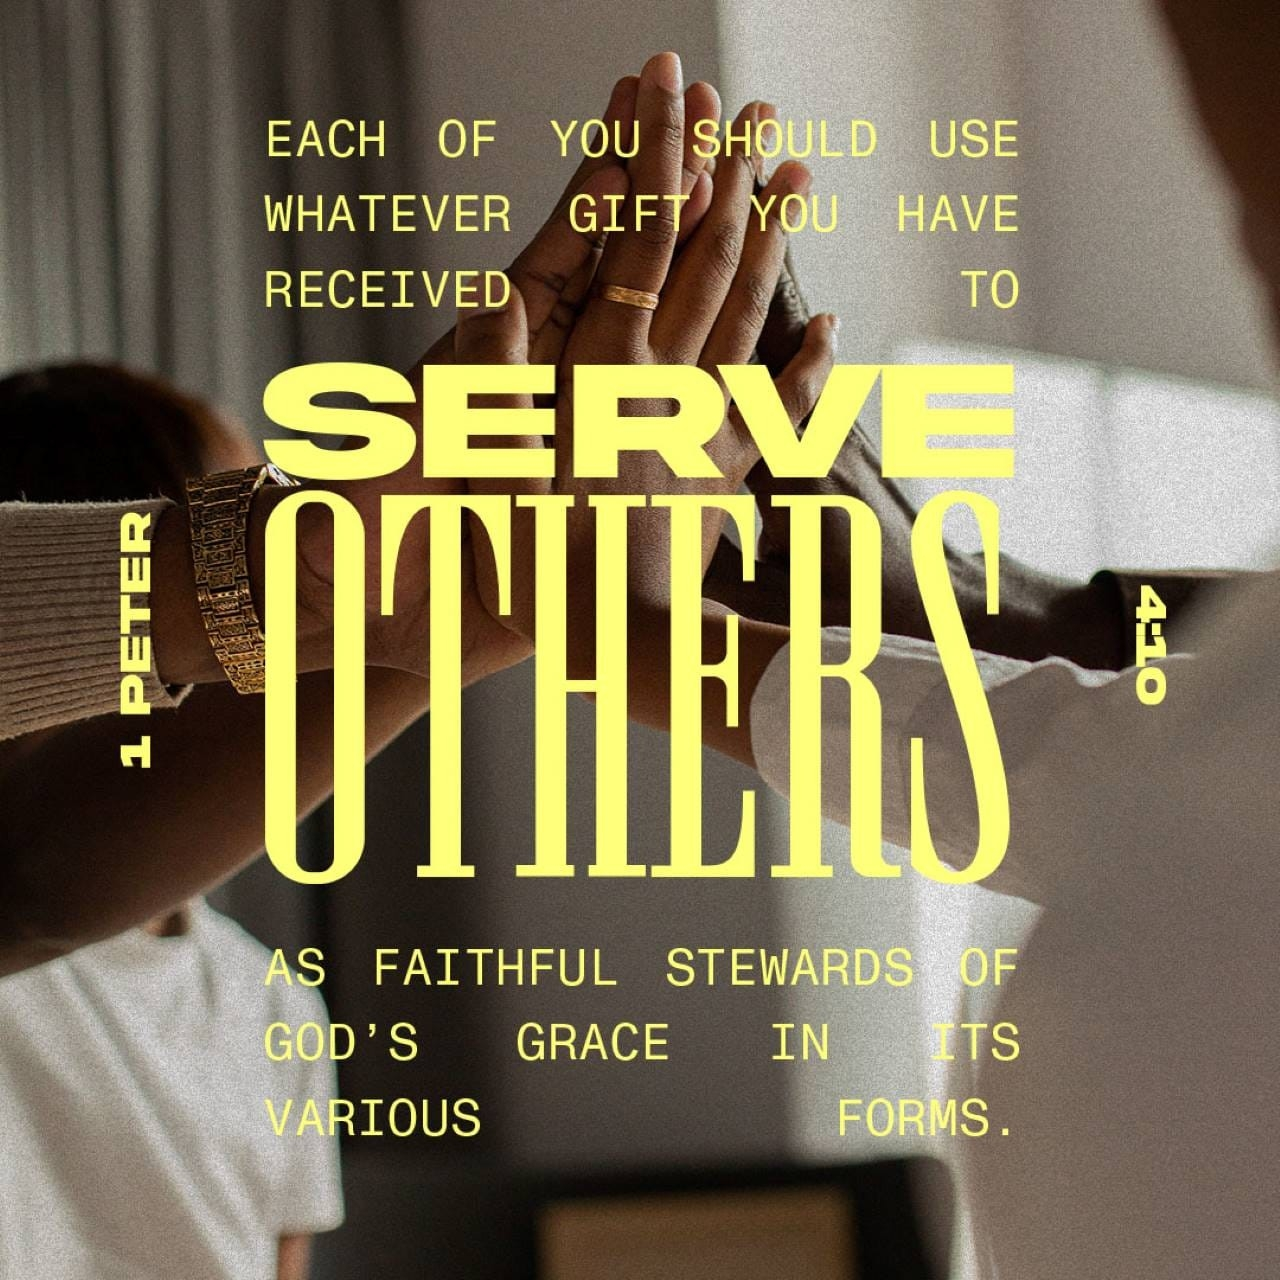 EACH OF YOU SHOULD USE
WHATEVER GIFT YOU HAVE
RECEIVED TO
SERVE
OTHERS
1 PETER
4:10
AS FAITHFUL STEWARDS OF
GOD’S GRACE IN ITS
VARIOUS FORMS.